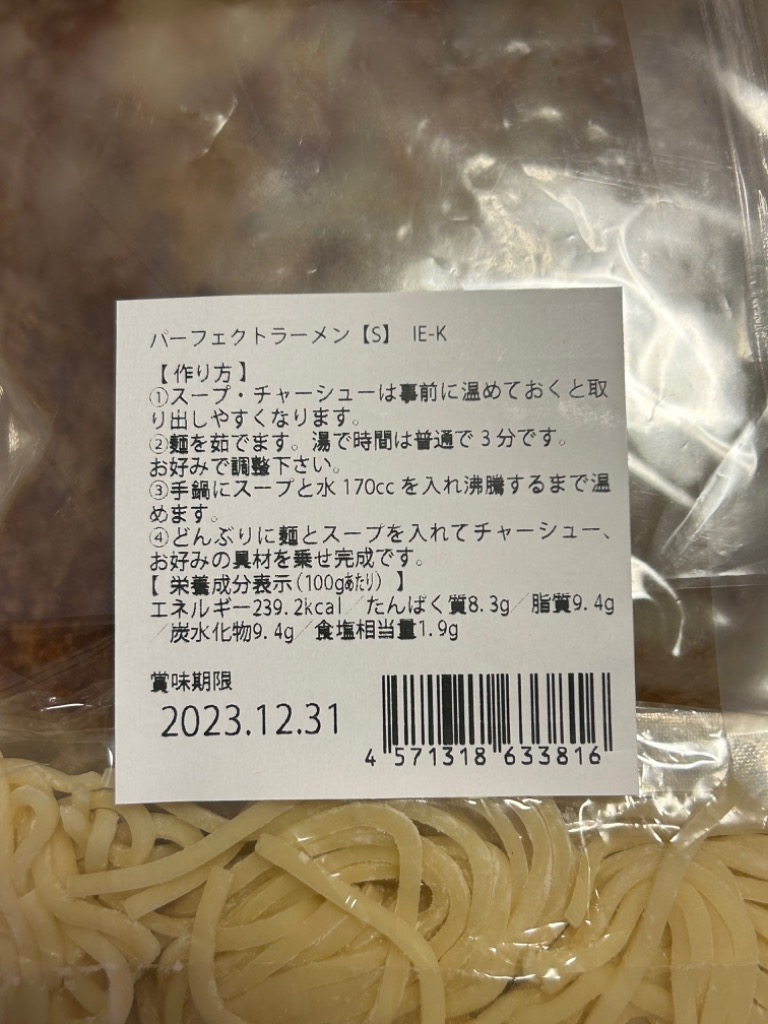 パーフェクトラーメン【S】 IE-K
【作り方】
①スープ・チャーシューは事前に温めておくと取
り出しやすくなります。
②麺を茹でます。湯で時間は普通で3分です。
お好みで調整下さい。
③手鍋にスープと水170ccを入れ沸騰するまで温
めます。
④どんぶりに麺とスープを入れてチャーシュー、
お好みの具材を乗せ完成です。
【 栄養成分表示(100gあたり) 】
エネルギー239.2kcal／たんぱく質8.3g／脂質9.4g
／炭水化物9.4g／食塩相当量1.9g
賞味期限
2023.12.31
4 571318 633816